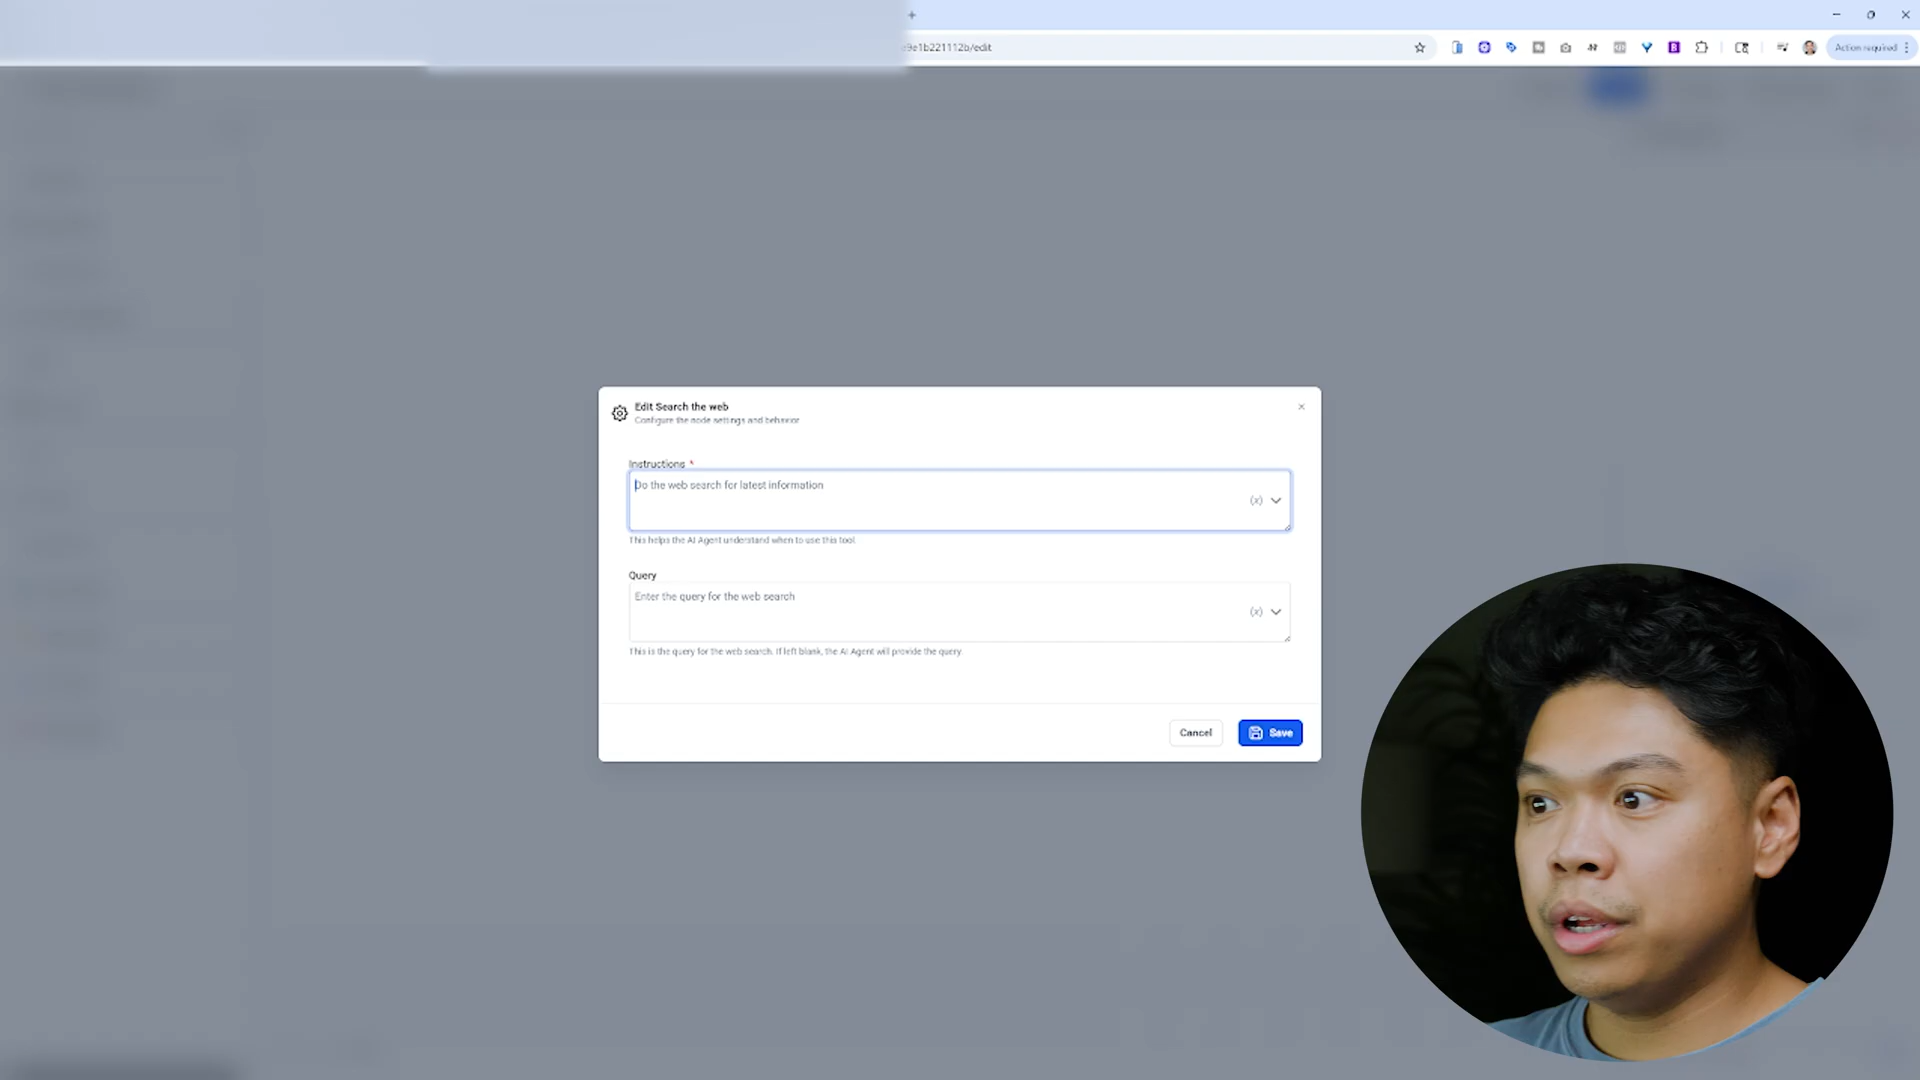 e9e1b221112b/edit
Action required
Edit Search the web
Configure the node settings and behavior
Instructions *
Do the web search for latest information
(x)
This helps the AI Agent understand when to use this tool.
Query
Enter the query for the web search
(x)
This is the query for the web search. If left blank, the AI Agent will provide the query
Cancel
Save